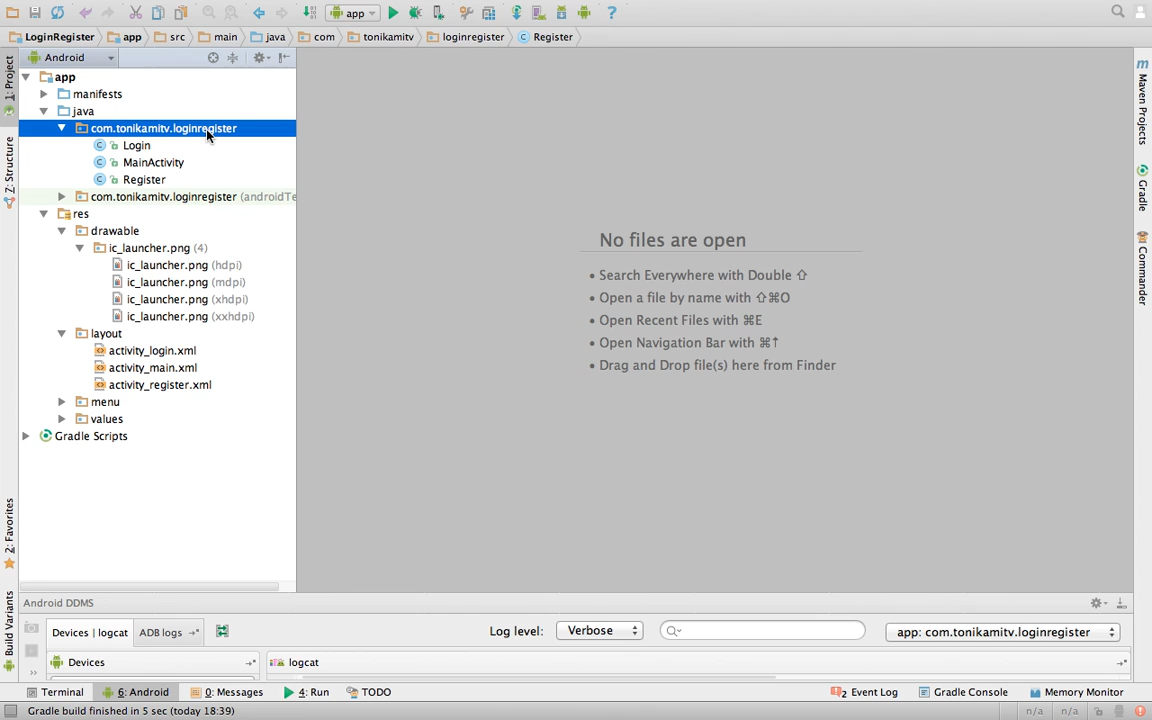 app
LoginRegister app src main java com tonikamitv loginregister C Register
Android
app
manifests
java
com.tonikamitv.loginregister
C Login
C MainActivity
C Register
com.tonikamitv.loginregister (androidTe
res
drawable
ic_launcher.png (4)
ic_launcher.png (hdpi)
ic_launcher.png (mdpi)
ic_launcher.png (xhdpi)
ic_launcher.png (xxhdpi)
layout
activity_login.xml
activity_main.xml
activity_register.xml
menu
values
Gradle Scripts
1: Project
Z: Structure
2: Favorites
Build Variants
No files are open
• Search Everywhere with Double ⇧
• Open a file by name with ⇧⌘O
• Open Recent Files with ⌘E
• Open Navigation Bar with ⌘↑
• Drag and Drop file(s) here from Finder
m Maven Projects
Gradle
Commander
Android DDMS
Devices | logcat ADB logs Log level: Verbose app: com.tonikamitv.loginregister
Devices logcat
Terminal 6: Android 0: Messages 4: Run TODO 2 Event Log Gradle Console Memory Monitor
Gradle build finished in 5 sec (today 18:39) n/a n/a